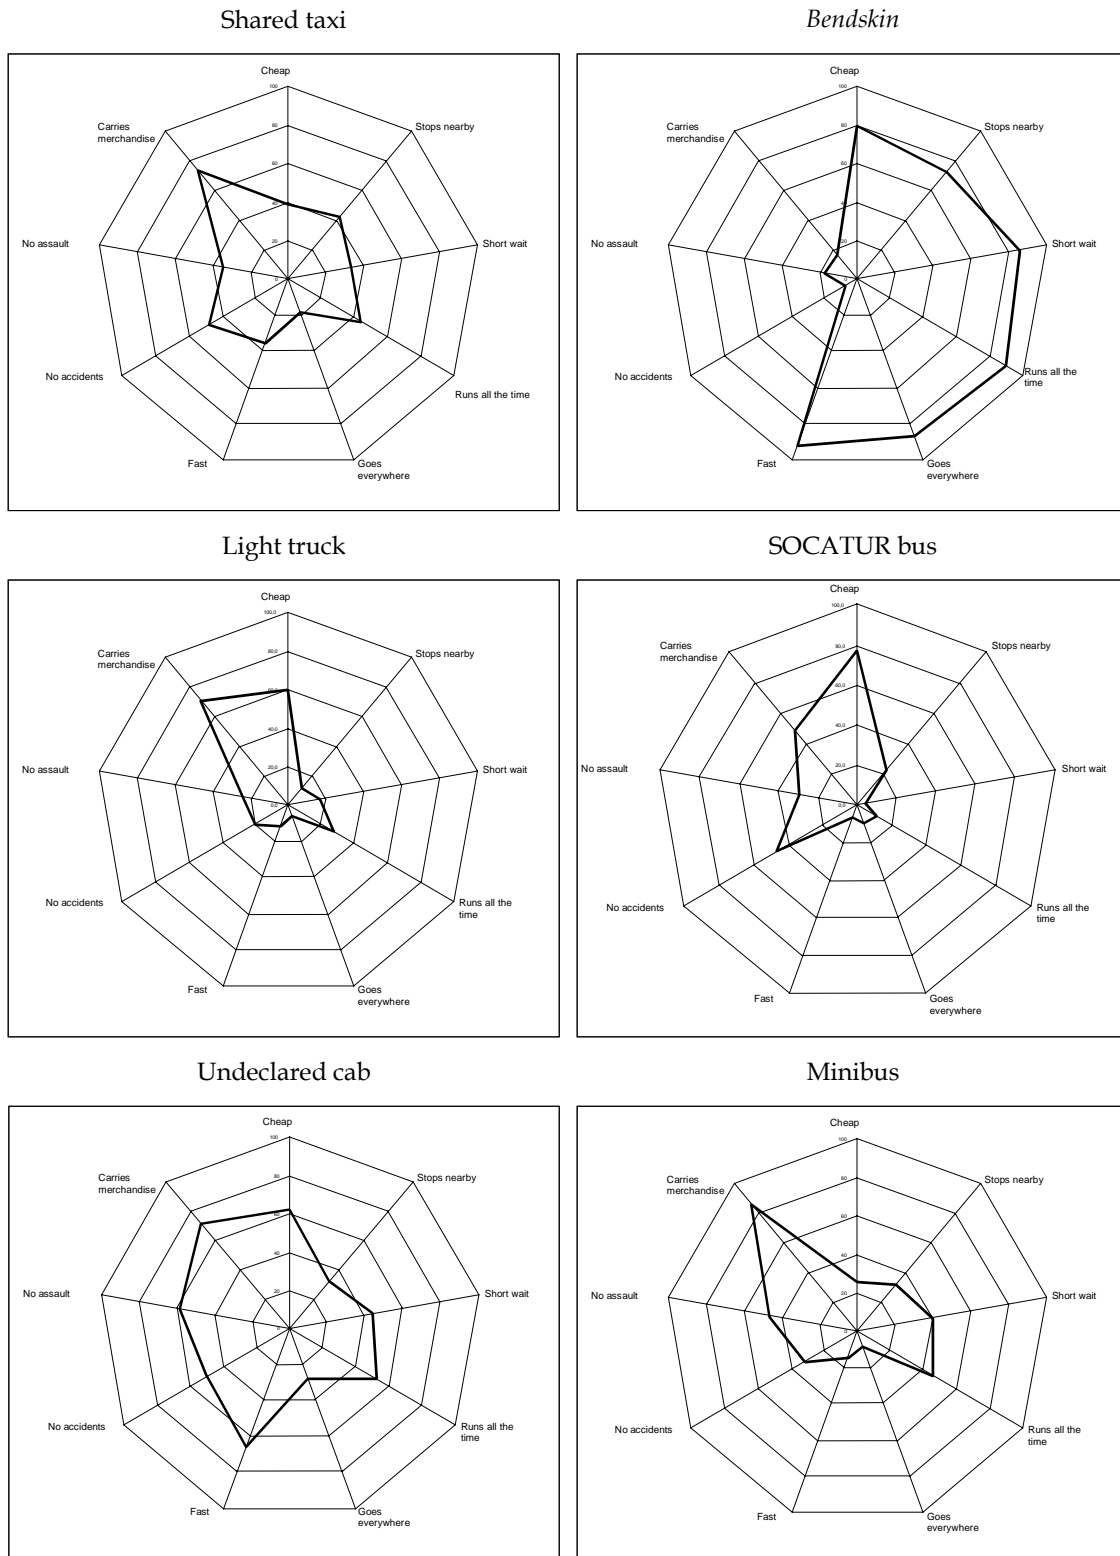 Shared taxi
Cheap
100
Carries
merchandise
Stops nearby
80
60
40
No assault
Short wait
20
0
No accidents
Runs all the time
Fast
Goes
everywhere
Bendskin
Cheap
100
Carries
merchandise
Stops nearby
80
60
40
No assault
Short wait
20
0
No accidents
Runs all the
time
Fast
Goes
everywhere
Light truck
Cheap
100,0
Carries
merchandise
Stops nearby
80,0
60,0
40,0
No assault
Short wait
20,0
0,0
No accidents
Runs all the
time
Fast
Goes
everywhere
SOCATUR bus
Cheap
100,0
Carries
merchandise
Stops nearby
80,0
60,0
40,0
No assault
Short wait
20,0
0,0
No accidents
Runs all the
time
Fast
Goes
everywhere
Undeclared cab
Cheap
100
Carries
merchandise
Stops nearby
80
60
40
No assault
Short wait
20
0
No accidents
Runs all the
time
Fast
Goes
everywhere
Minibus
Cheap
100
Carries
merchandise
Stops nearby
80
60
40
No assault
Short wait
20
0
No accidents
Runs all the
time
Fast
Goes
everywhere